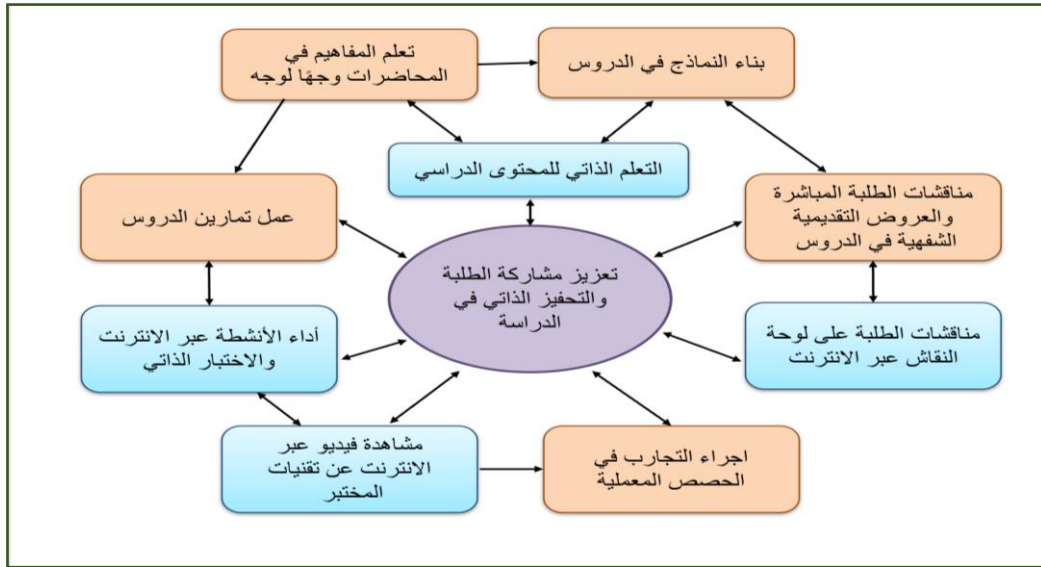 تعلم المفاهيم في
المحاضرات وجهًا لوجه
بناء النماذج في الدروس
التعلم الذاتي للمحتوى الدراسي
مناقشات الطلبة المباشرة
والعروض التقديمية
الشفهية في الدروس
عمل تمارين الدروس
تعزيز مشاركة الطلبة
والتحفيز الذاتي في
الدراسة
مناقشات الطلبة على لوحة
النقاش عبر الانترنت
أداء الأنشطة عبر الانترنت
والاختبار الذاتي
مشاهدة فيديو عبر
الانترنت عن تقنيات
المختبر
اجراء التجارب في
الحصص المعملية